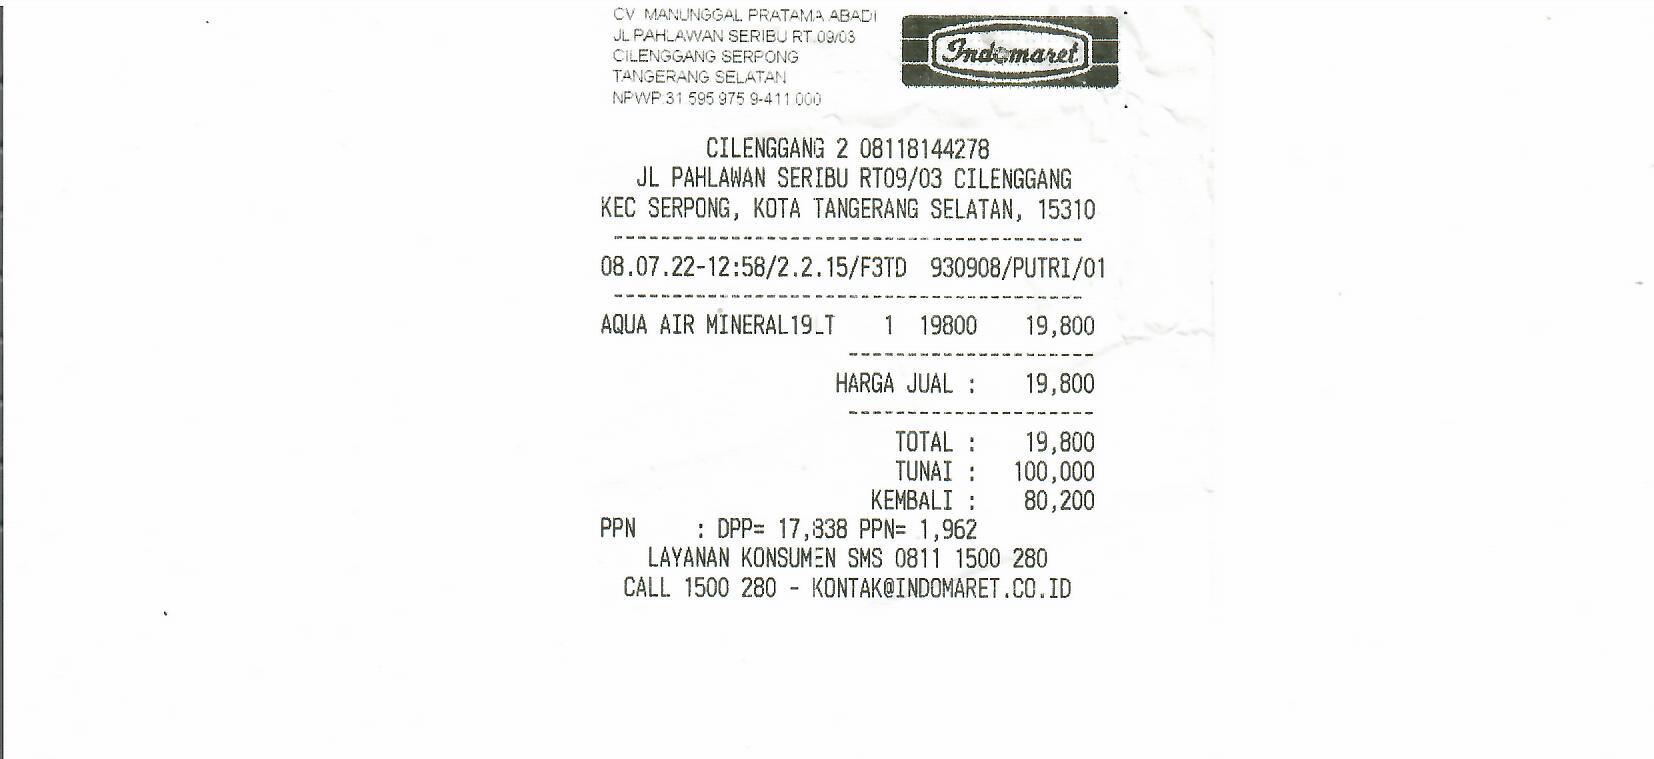 CV MANUNGGAL PRATAMA ABADI
JL PAHLAWAN SERIBU RT 09/03
CILENGGANG SERPONG
TANGERANG SELATAN
NPWP 31 595 975 9-411 000
Indomaret
CILENGGANG 2 08118144278
JL PAHLAWAN SERIBU RT09/03 CILENGGANG
KEC SERPONG, KOTA TANGERANG SELATAN, 15310
08.07.22-12:58/2.2.15/F3TD 930908/PUTRI/01
AQUA AIR MINERAL19LT 1 19800 19,800
HARGA JUAL : 19,800
TOTAL : 19,800
TUNAI : 100,000
KEMBALI : 80,200
PPN : DPP= 17,838 PPN= 1,962
LAYANAN KONSUMEN SMS 0811 1500 280
CALL 1500 280 - KONTAK@INDOMARET.CO.ID